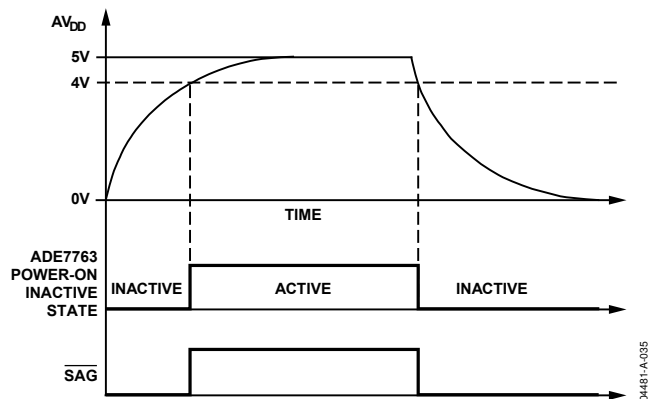 AVDD
5V
4V
0V
TIME
ADE7763
POWER-ON
INACTIVE
STATE
INACTIVE
ACTIVE
INACTIVE
SAG
04481-A-035